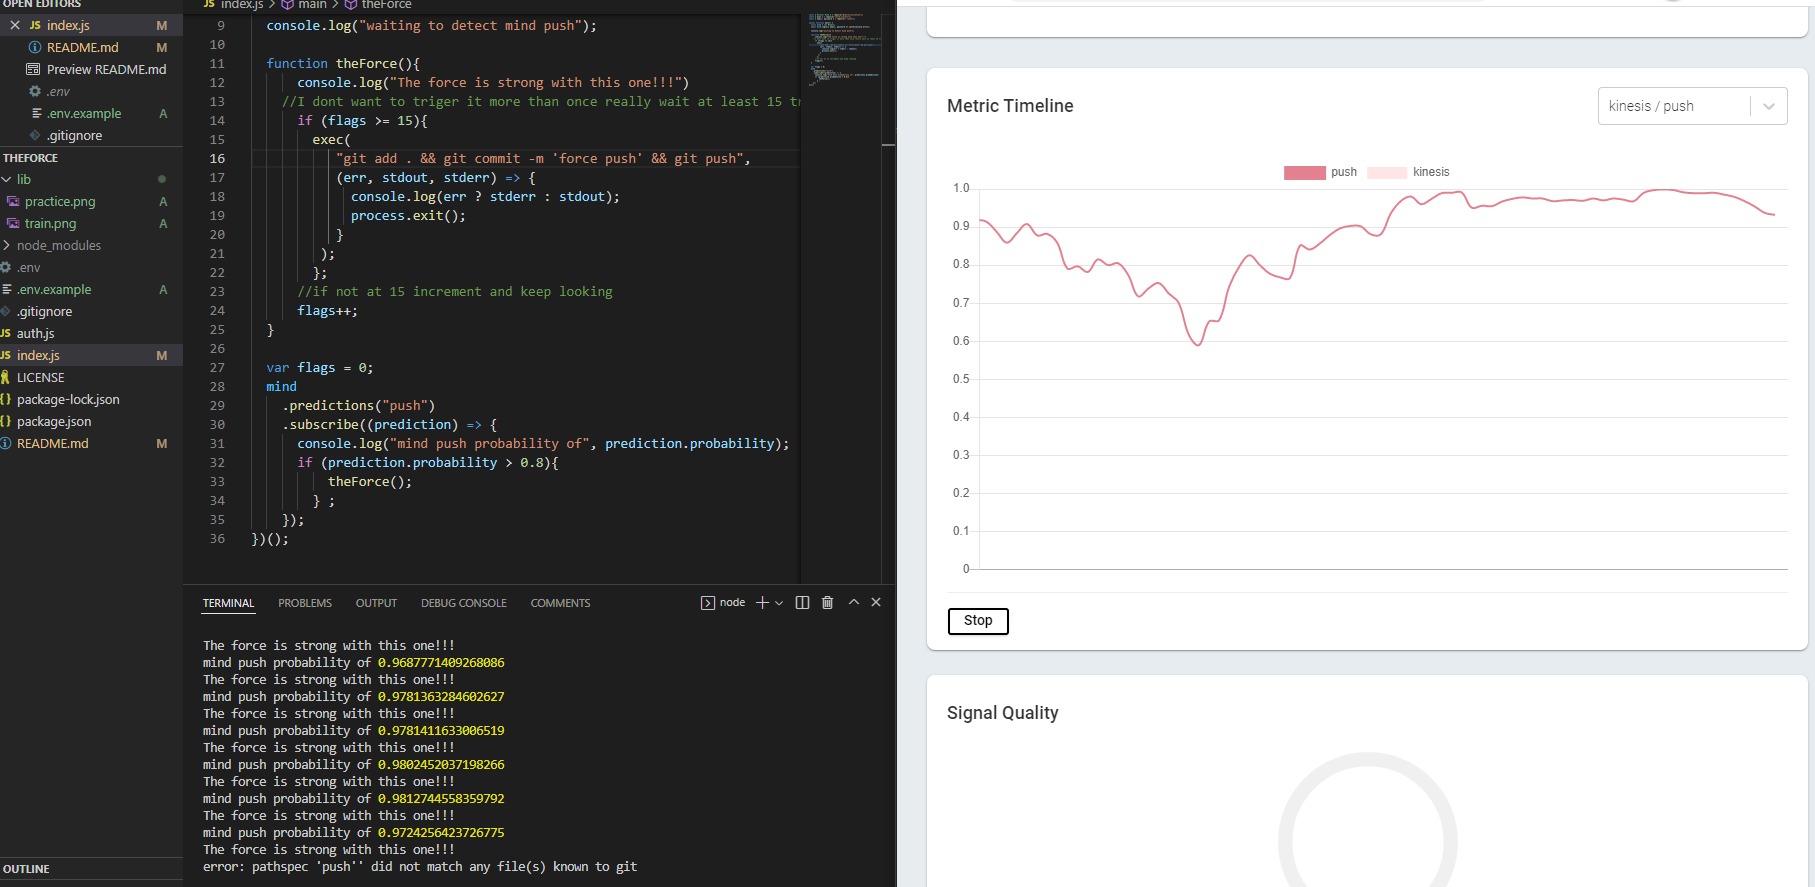 OPEN EDITORS
JS index.js M
README.md M
Preview README.md
.env
.env.example A
.gitignore
THEFORCE
lib
practice.png A
train.png A
node_modules
.env
.env.example A
.gitignore
JS auth.js
JS index.js M
LICENSE
{} package-lock.json
{} package.json
README.md M
OUTLINE
JS index.js > main > theForce
9 console.log("waiting to detect mind push");
10
11 function theForce(){
12 console.log("The force is strong with this one!!!")
13 //I dont want to triger it more than once really wait at least 15 t
14 if (flags >= 15){
15 exec(
16 "git add . && git commit -m 'force push' && git push",
17 (err, stdout, stderr) => {
18 console.log(err ? stderr : stdout);
19 process.exit();
20 }
21 );
22 };
23 //if not at 15 increment and keep looking
24 flags++;
25 }
26
27 var flags = 0;
28 mind
29 .predictions("push")
30 .subscribe((prediction) => {
31 console.log("mind push probability of", prediction.probability);
32 if (prediction.probability > 0.8){
33 theForce();
34 } ;
35 });
36 })();
TERMINAL PROBLEMS OUTPUT DEBUG CONSOLE COMMENTS node
The force is strong with this one!!!
mind push probability of 0.9687771409268086
The force is strong with this one!!!
mind push probability of 0.9781363284602627
The force is strong with this one!!!
mind push probability of 0.9781411633006519
The force is strong with this one!!!
mind push probability of 0.9802452037198266
The force is strong with this one!!!
mind push probability of 0.9812744558359792
The force is strong with this one!!!
mind push probability of 0.9724256423726775
The force is strong with this one!!!
error: pathspec 'push'' did not match any file(s) known to git
Metric Timeline
kinesis / push
push kinesis
1.0
0.9
0.8
0.7
0.6
0.5
0.4
0.3
0.2
0.1
0
Stop
Signal Quality